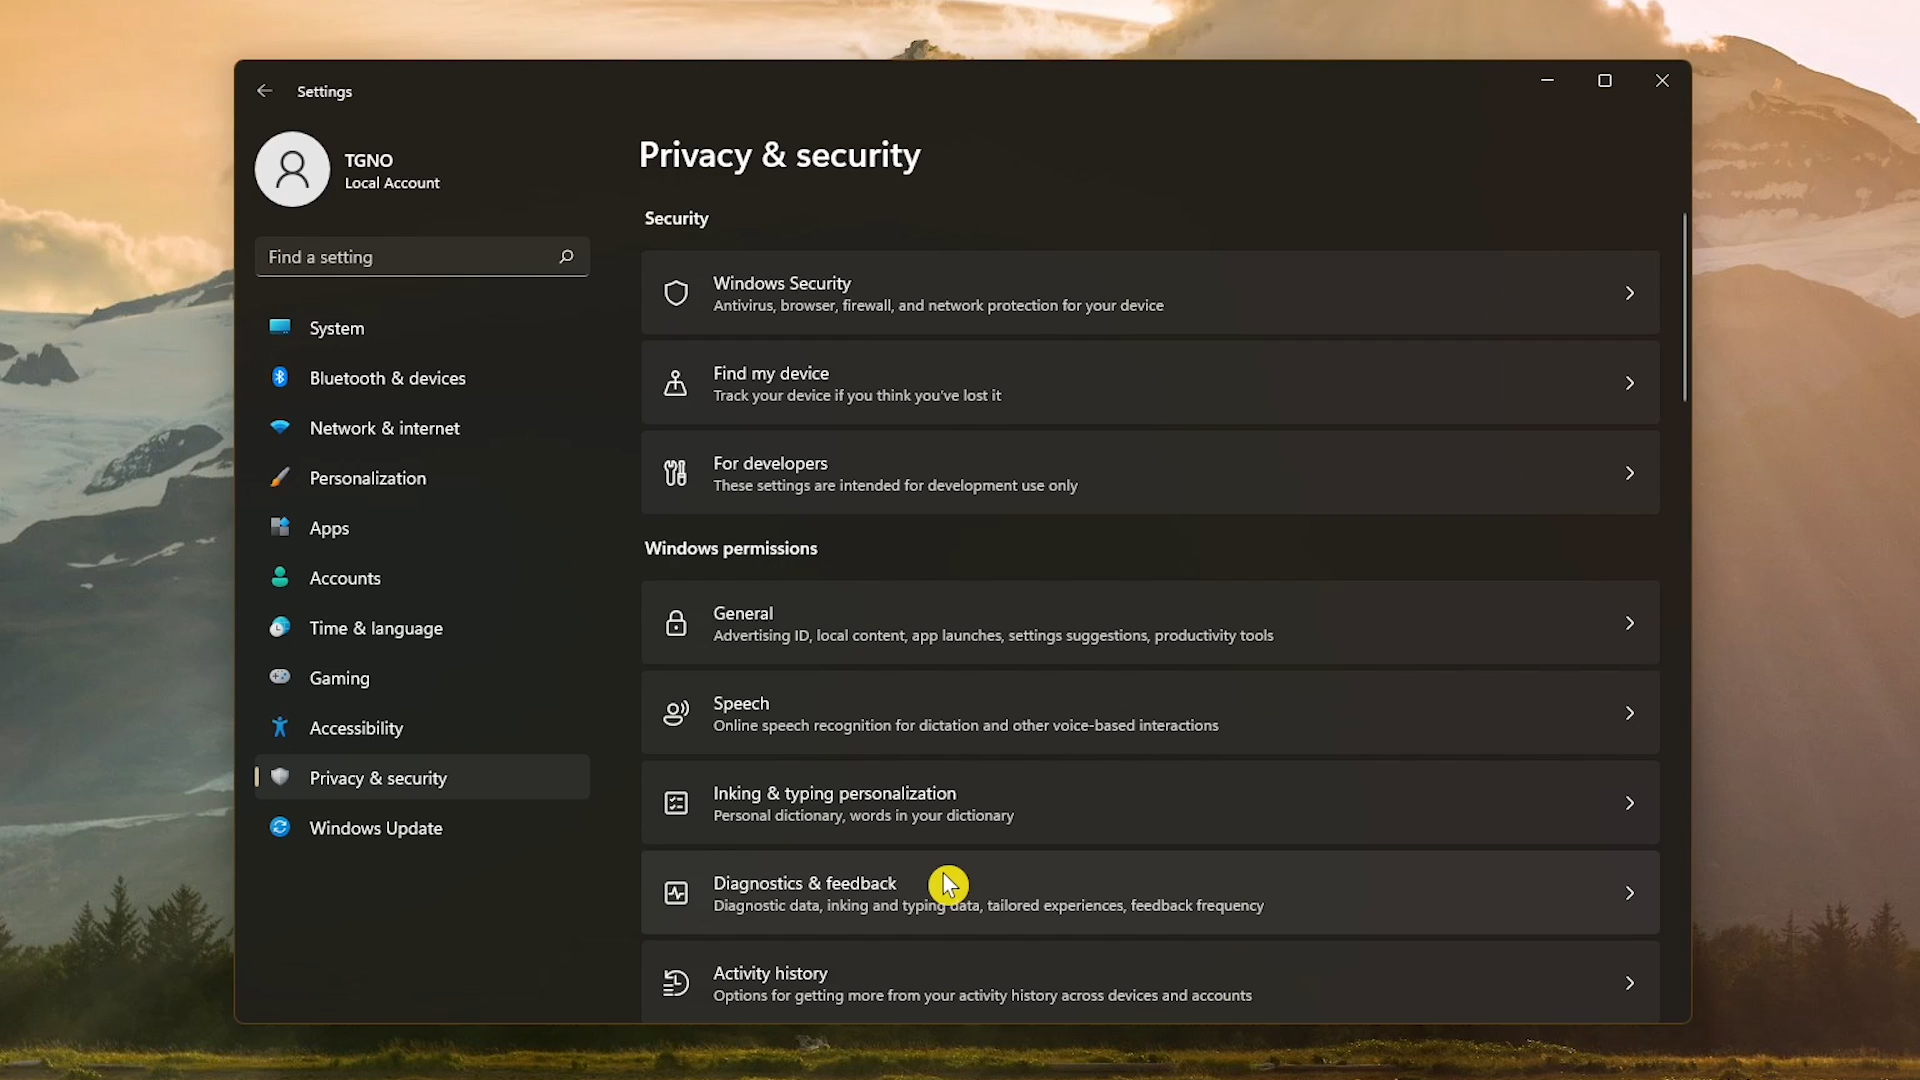 Settings
TGNO
Local Account
Find a setting
System
Bluetooth & devices
Network & internet
Personalization
Apps
Accounts
Time & language
Gaming
Accessibility
Privacy & security
Windows Update
Privacy & security
Security
Windows Security
Antivirus, browser, firewall, and network protection for your device
Find my device
Track your device if you think you've lost it
For developers
These settings are intended for development use only
Windows permissions
General
Advertising ID, local content, app launches, settings suggestions, productivity tools
Speech
Online speech recognition for dictation and other voice-based interactions
Inking & typing personalization
Personal dictionary, words in your dictionary
Diagnostics & feedback
Diagnostic data, inking and typing data, tailored experiences, feedback frequency
Activity history
Options for getting more from your activity history across devices and accounts